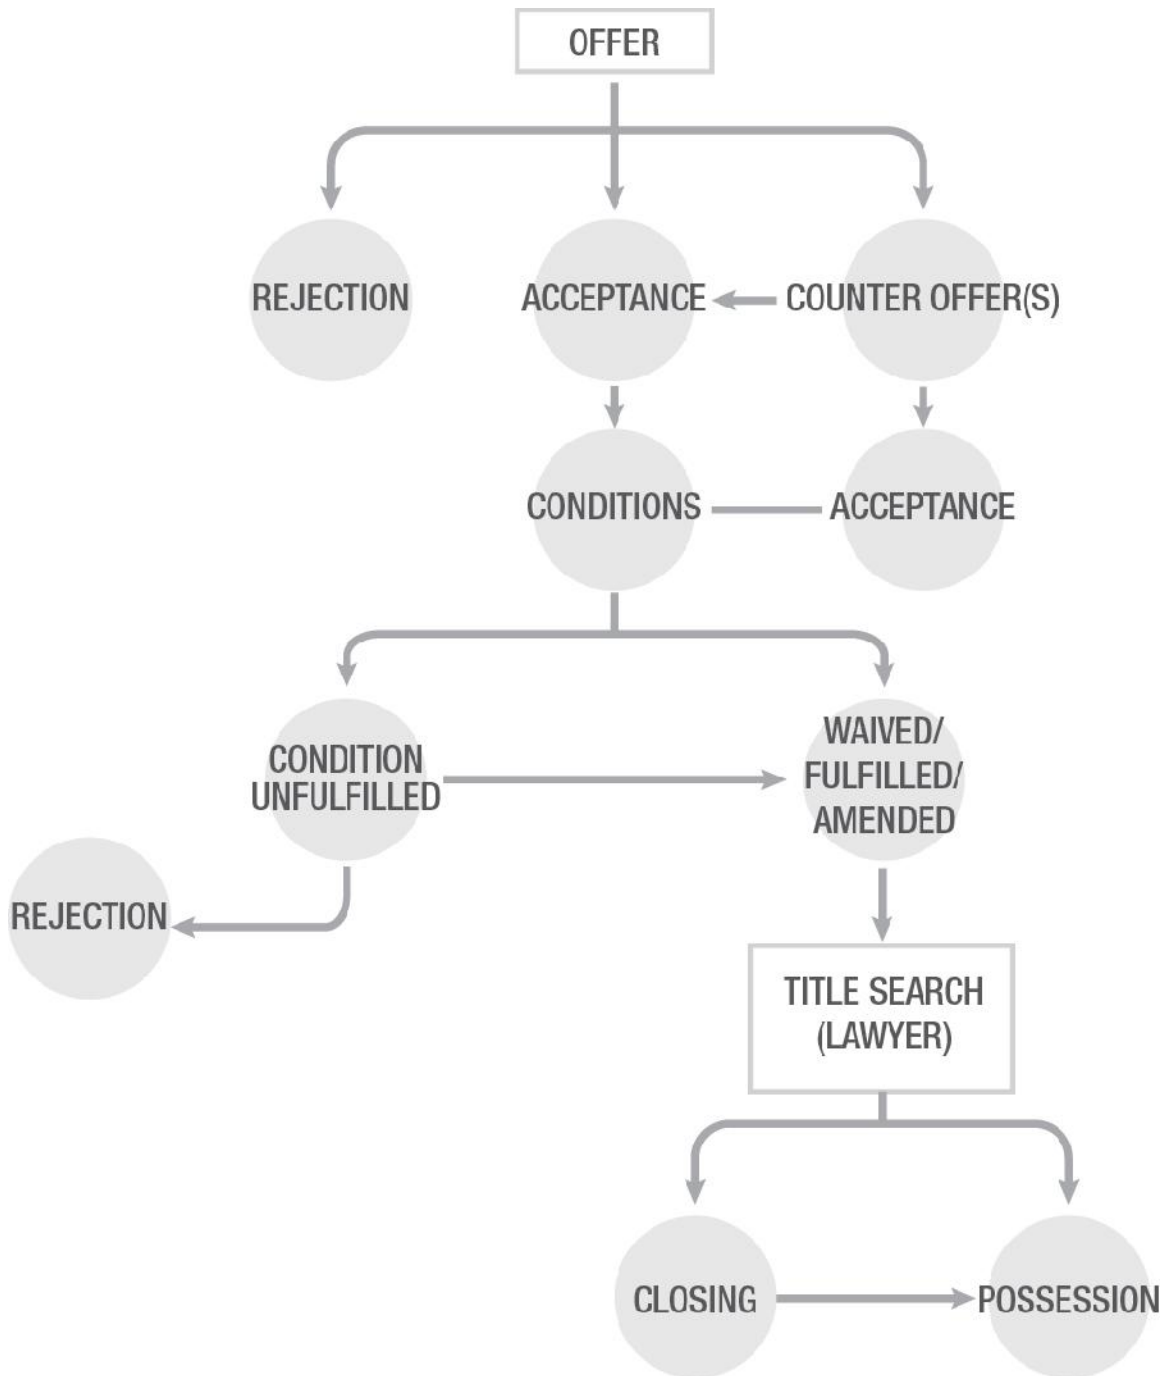 OFFER
REJECTION
ACCEPTANCE
COUNTER OFFER(S)
CONDITIONS
ACCEPTANCE
CONDITION
UNFULFILLED
WAIVED/
FULFILLED/
AMENDED
REJECTION
TITLE SEARCH
(LAWYER)
CLOSING
POSSESSION